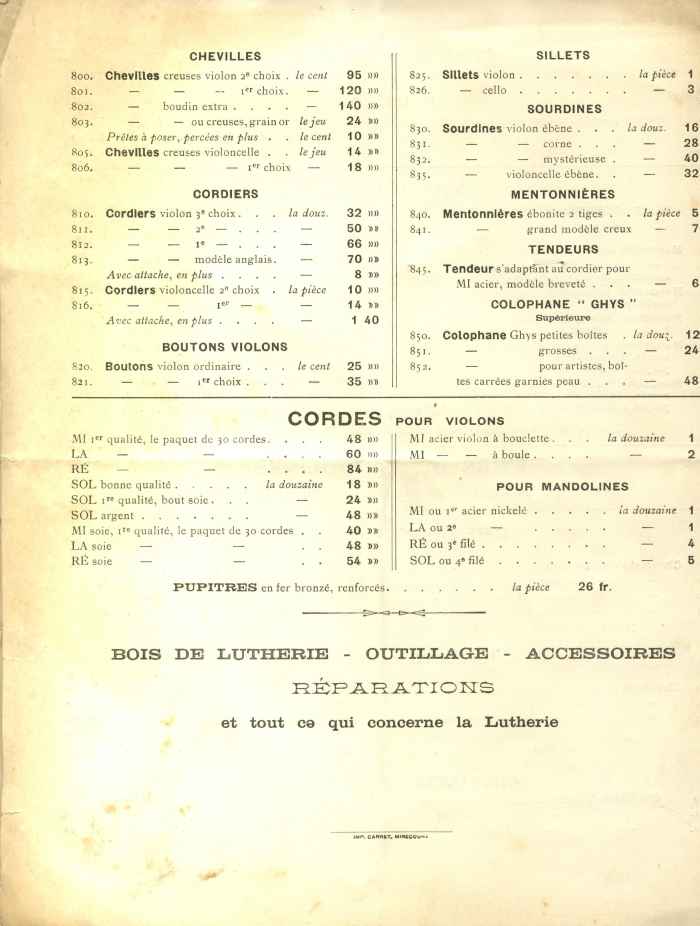 CHEVILLES
800. Chevilles creuses violon 2e choix . le cent 95 »»
801. — — — 1er choix. — 120 »»
802. — boudin extra . . . . — 140 »»
803. — — ou creuses, grain or le jeu 24 »»
Prêtes à poser, percées en plus . . le cent 10 »»
805. Chevilles creuses violoncelle . . le jeu 14 »»
806. — — — 1er choix — 18 »»
CORDIERS
810. Cordiers violon 3e choix. . . la douz. 32 »»
811. — — 2e — . . . — 50 »»
812. — — 1e — . . . — 66 »»
813. — — modèle anglais. — 70 »»
Avec attache, en plus . . . . — 8 »»
815. Cordiers violoncelle 2e choix . la pièce 10 »»
816. — — 1er — — 14 »»
Avec attache, en plus . . . . — 1 40
BOUTONS VIOLONS
820. Boutons violon ordinaire . . . le cent 25 »»
821. — — 1er choix . . . — 35 »»
SILLETS
825. Sillets violon . . . . . . . la pièce 1
826. — cello . . . . . . . — 3
SOURDINES
830. Sourdines violon ébène . . . la douz. 16
831. — — corne . . . — 28
832. — — mystérieuse . — 40
835. — violoncelle ébène. . — 32
MENTONNIÈRES
840. Mentonnières ébonite 2 tiges . . la pièce 5
841. — grand modèle creux — 7
TENDEURS
845. Tendeur s'adaptant au cordier pour
MI acier, modèle breveté . . . — 6
COLOPHANE " GHYS "
Supérieure
850. Colophane Ghys petites boîtes . la douz. 12
851. — grosses . . . — 24
852. — pour artistes, boî-
tes carrées garnies peau . . . — 48
CORDES POUR VIOLONS
MI 1er qualité, le paquet de 30 cordes. . . . 48 »»
LA — — . . . . 60 »»
RÉ — — . . . . 84 »»
SOL bonne qualité . . . . . la douzaine 18 »»
SOL 1re qualité, bout soie . . . — 24 »»
SOL argent . . . . . . . — 48 »»
MI soie, 1re qualité, le paquet de 30 cordes . . 40 »»
LA soie — — . . 48 »»
RÉ soie — — . . 54 »»
MI acier violon à bouclette . . . la douzaine 1
MI — — à boule . . . . — 2
POUR MANDOLINES
MI ou 1er acier nickelé . . . . . la douzaine 1
LA ou 2e — . . . . . — 1
RÉ ou 3e filé . . . . . . . — 4
SOL ou 4e filé . . . . . . . — 5
PUPITRES en fer bronzé, renforcés. . . . . . . la pièce 26 fr.
BOIS DE LUTHERIE - OUTILLAGE - ACCESSOIRES
RÉPARATIONS
et tout ce qui concerne la Lutherie
IMP. CARRET, MIRECOURT